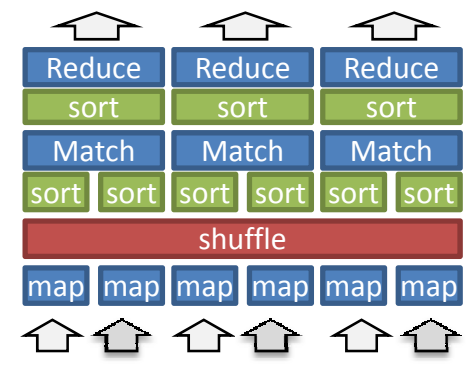 Reduce Reduce Reduce
sort sort sort
Match Match Match
sort sort sort sort sort sort
shuffle
map map map map map map